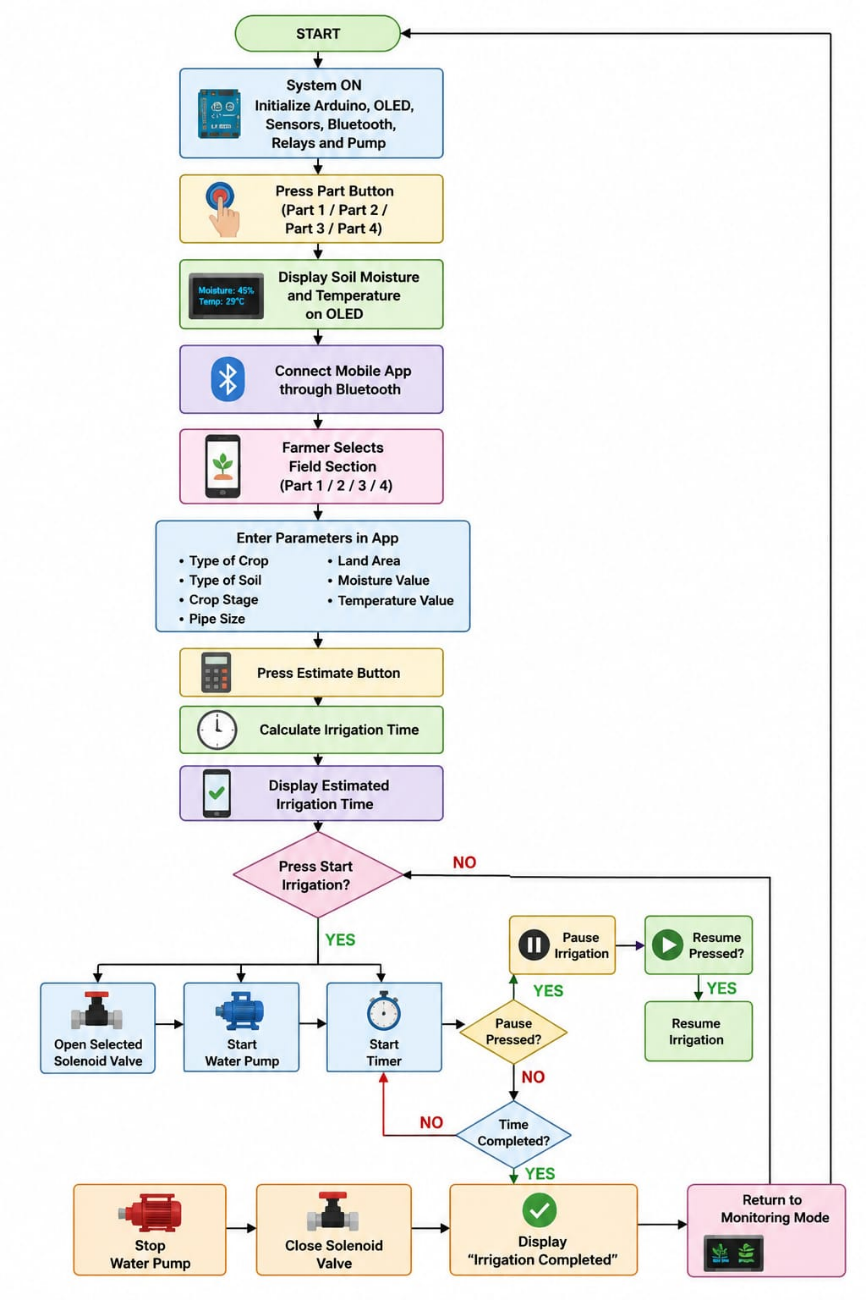 START
System ON
Initialize Arduino, OLED,
Sensors, Bluetooth,
Relays and Pump
Press Part Button
(Part 1 / Part 2 /
Part 3 / Part 4)
Moisture: 45%
Temp: 29°C
Display Soil Moisture
and Temperature
on OLED
Connect Mobile App
through Bluetooth
Farmer Selects
Field Section
(Part 1 / 2 / 3 / 4)
Enter Parameters in App
• Type of Crop
• Type of Soil
• Crop Stage
• Pipe Size
• Land Area
• Moisture Value
• Temperature Value
Press Estimate Button
Calculate Irrigation Time
Display Estimated
Irrigation Time
Press Start
Irrigation?
NO
YES
Open Selected
Solenoid Valve
Start
Water Pump
Start
Timer
Pause
Pressed?
YES
Pause
Irrigation
Resume
Pressed?
YES
Resume
Irrigation
NO
Time
Completed?
NO
YES
Stop
Water Pump
Close Solenoid
Valve
Display
“Irrigation Completed”
Return to
Monitoring Mode